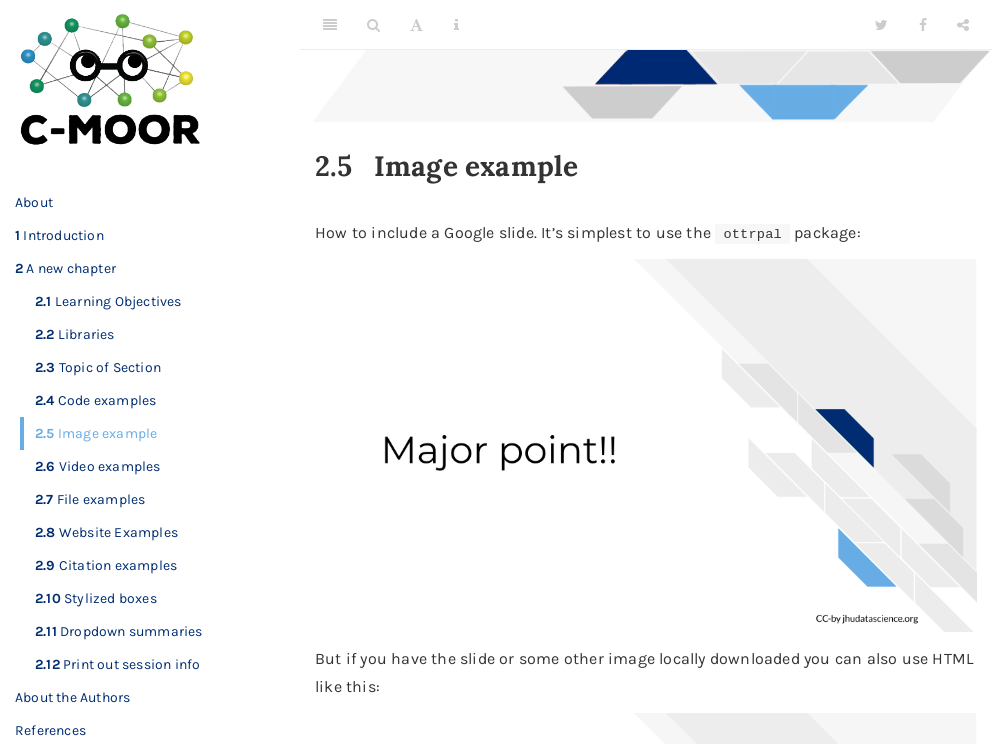 C-MOOR
About
1 Introduction
2 A new chapter
2.1 Learning Objectives
2.2 Libraries
2.3 Topic of Section
2.4 Code examples
2.5 Image example
2.6 Video examples
2.7 File examples
2.8 Website Examples
2.9 Citation examples
2.10 Stylized boxes
2.11 Dropdown summaries
2.12 Print out session info
About the Authors
References
2.5 Image example
How to include a Google slide. It’s simplest to use the ottrpal package:
Major point!!
CC-by jhudatascience.org
But if you have the slide or some other image locally downloaded you can also use HTML
like this: